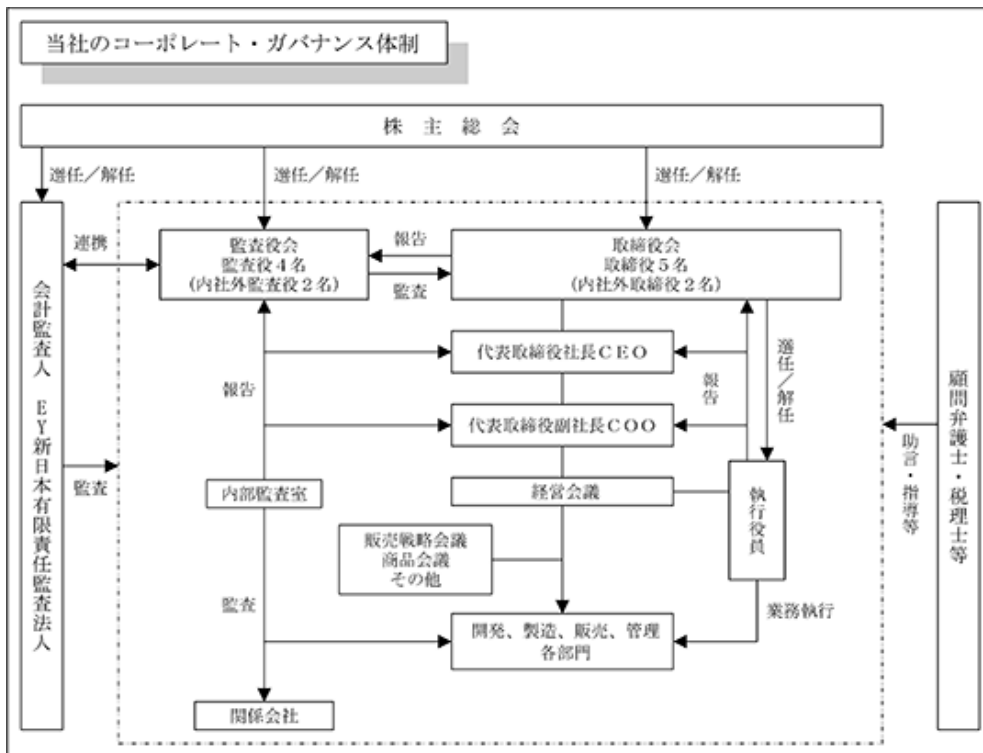 当社のコーポレート・ガバナンス体制
株主総会
選任／解任
選任／解任
選任／解任
連携
監査役会
監査役４名
(内社外監査役２名)
報告
監査
取締役会
取締役５名
(内社外取締役２名)
会計監査人　ＥＹ新日本有限責任監査法人
監査
代表取締役社長ＣＥＯ
報告
代表取締役副社長ＣＯＯ
報告
選任／解任
顧問弁護士・税理士等
助言・指導等
内部監査室
経営会議
執行役員
販売戦略会議
商品会議
その他
監査
業務執行
開発、製造、販売、管理
各部門
関係会社